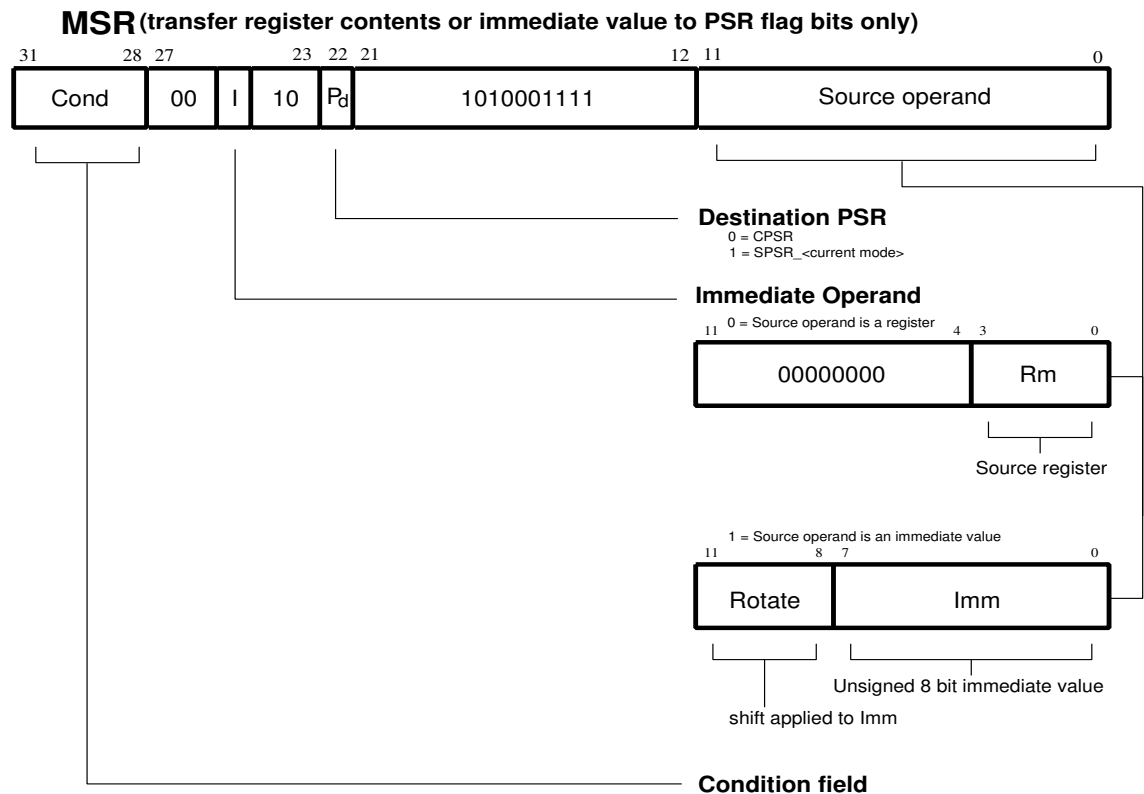 MSR (transfer register contents or immediate value to PSR flag bits only)
31 28 27 23 22 21 12 11 0
Cond 00 I 10 Pd 1010001111 Source operand
Destination PSR
0 = CPSR
1 = SPSR_<current mode>
Immediate Operand
0 = Source operand is a register
11 4 3 0
00000000 Rm
Source register
1 = Source operand is an immediate value
11 8 7 0
Rotate Imm
Unsigned 8 bit immediate value
shift applied to Imm
Condition field